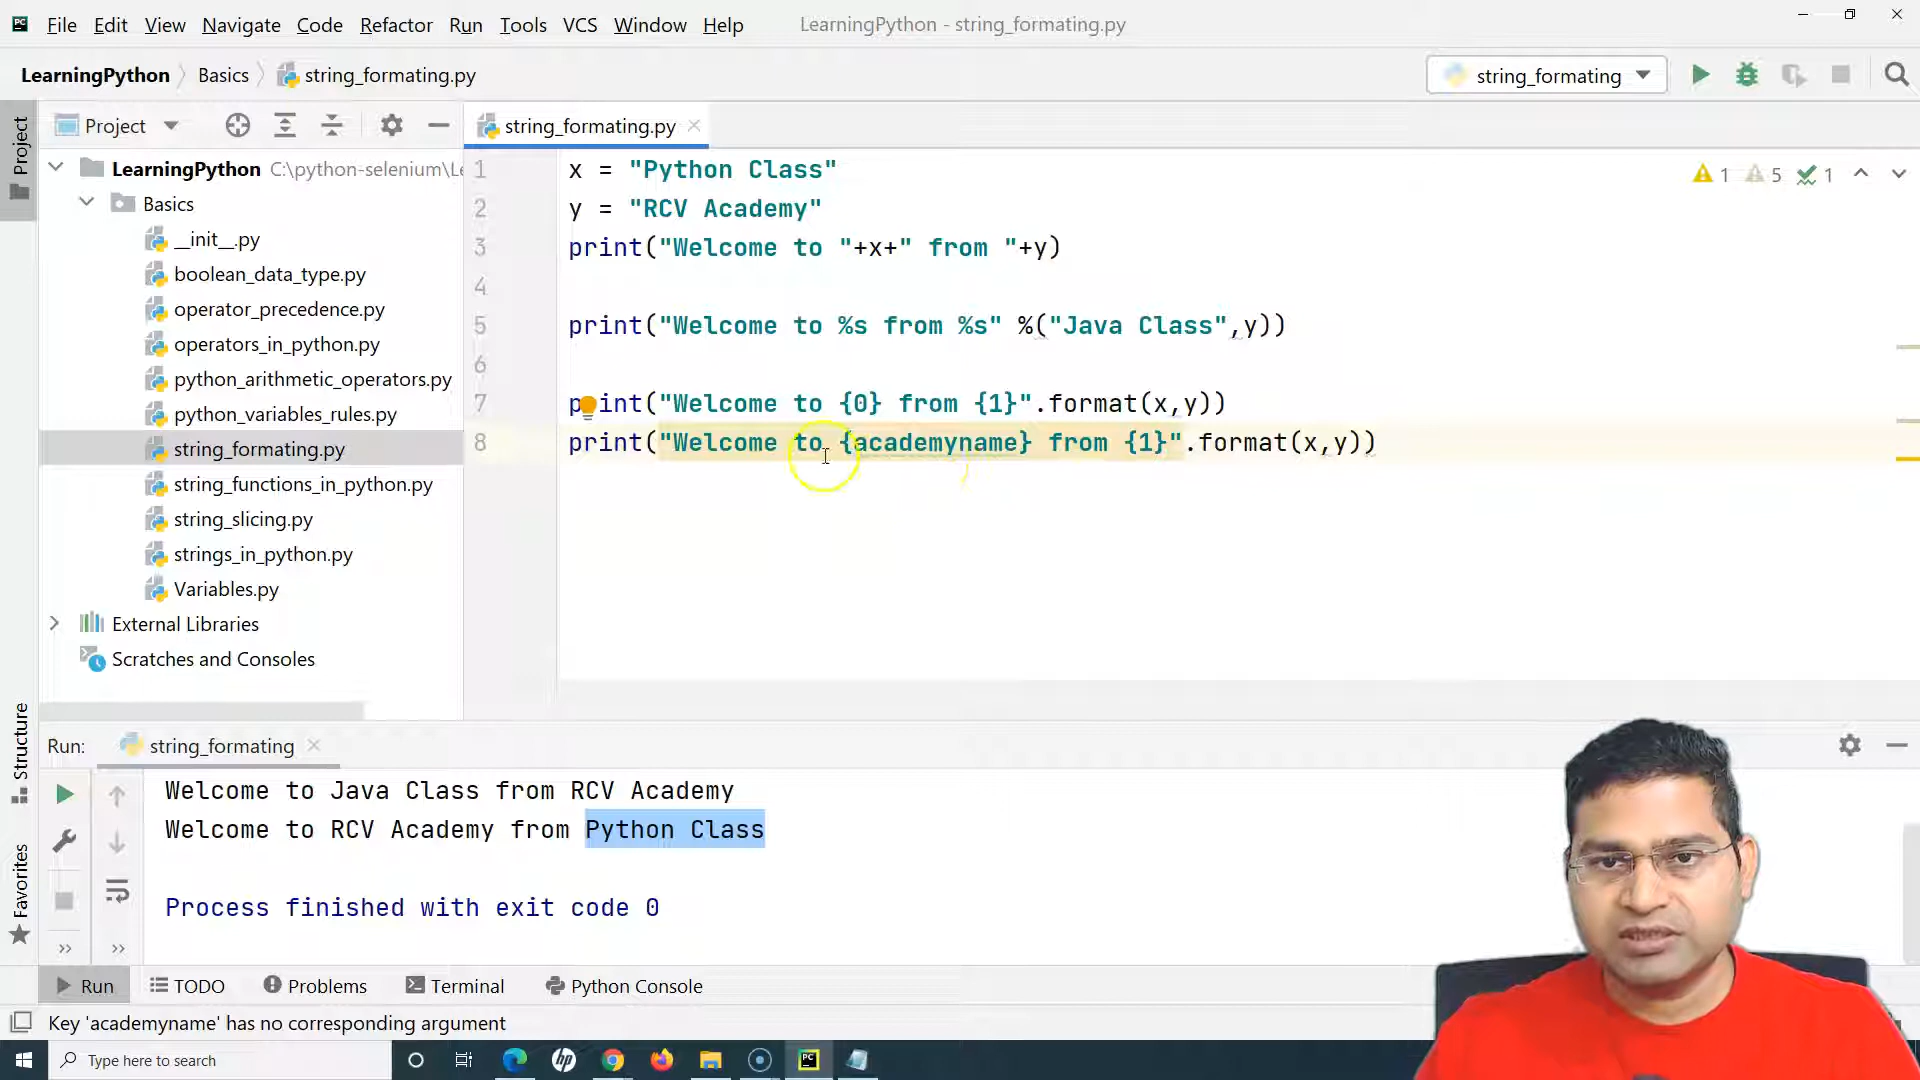 File Edit View Navigate Code Refactor Run Tools VCS Window Help LearningPython - string_formating.py
LearningPython Basics string_formating.py string_formating
Project string_formating.py
Project
LearningPython C:\python-selenium\Le
Basics
__init__.py
boolean_data_type.py
operator_precedence.py
operators_in_python.py
python_arithmetic_operators.py
python_variables_rules.py
string_formating.py
string_functions_in_python.py
string_slicing.py
strings_in_python.py
Variables.py
External Libraries
Scratches and Consoles
1 x = "Python Class"
2 y = "RCV Academy"
3 print("Welcome to "+x+" from "+y)
4
5 print("Welcome to %s from %s" %("Java Class",y))
6
7 print("Welcome to {0} from {1}".format(x,y))
8 print("Welcome to {academyname} from {1}".format(x,y))
1 5 1
Structure
Favorites
Run: string_formating
Welcome to Java Class from RCV Academy
Welcome to RCV Academy from Python Class
Process finished with exit code 0
Run TODO Problems Terminal Python Console
Key 'academyname' has no corresponding argument
Type here to search
hp
PC